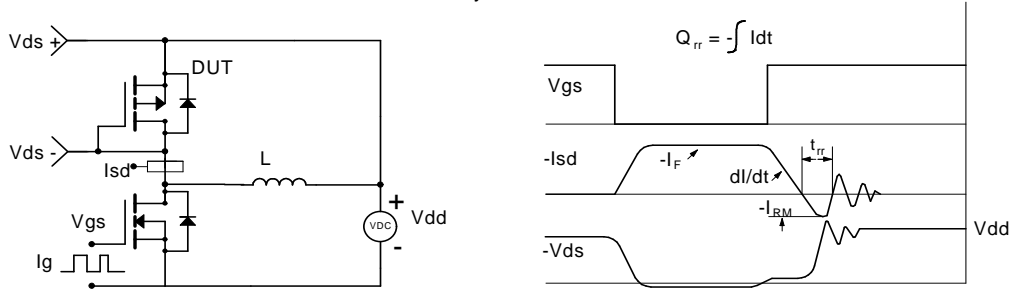 Vds +
DUT
Vds -
Isd
L
Vgs
+
VDC
Vdd
-
Ig
Q rr = -∫ Idt
Vgs
-Isd
-I F
dI/dt
t rr
-I RM
Vdd
-Vds